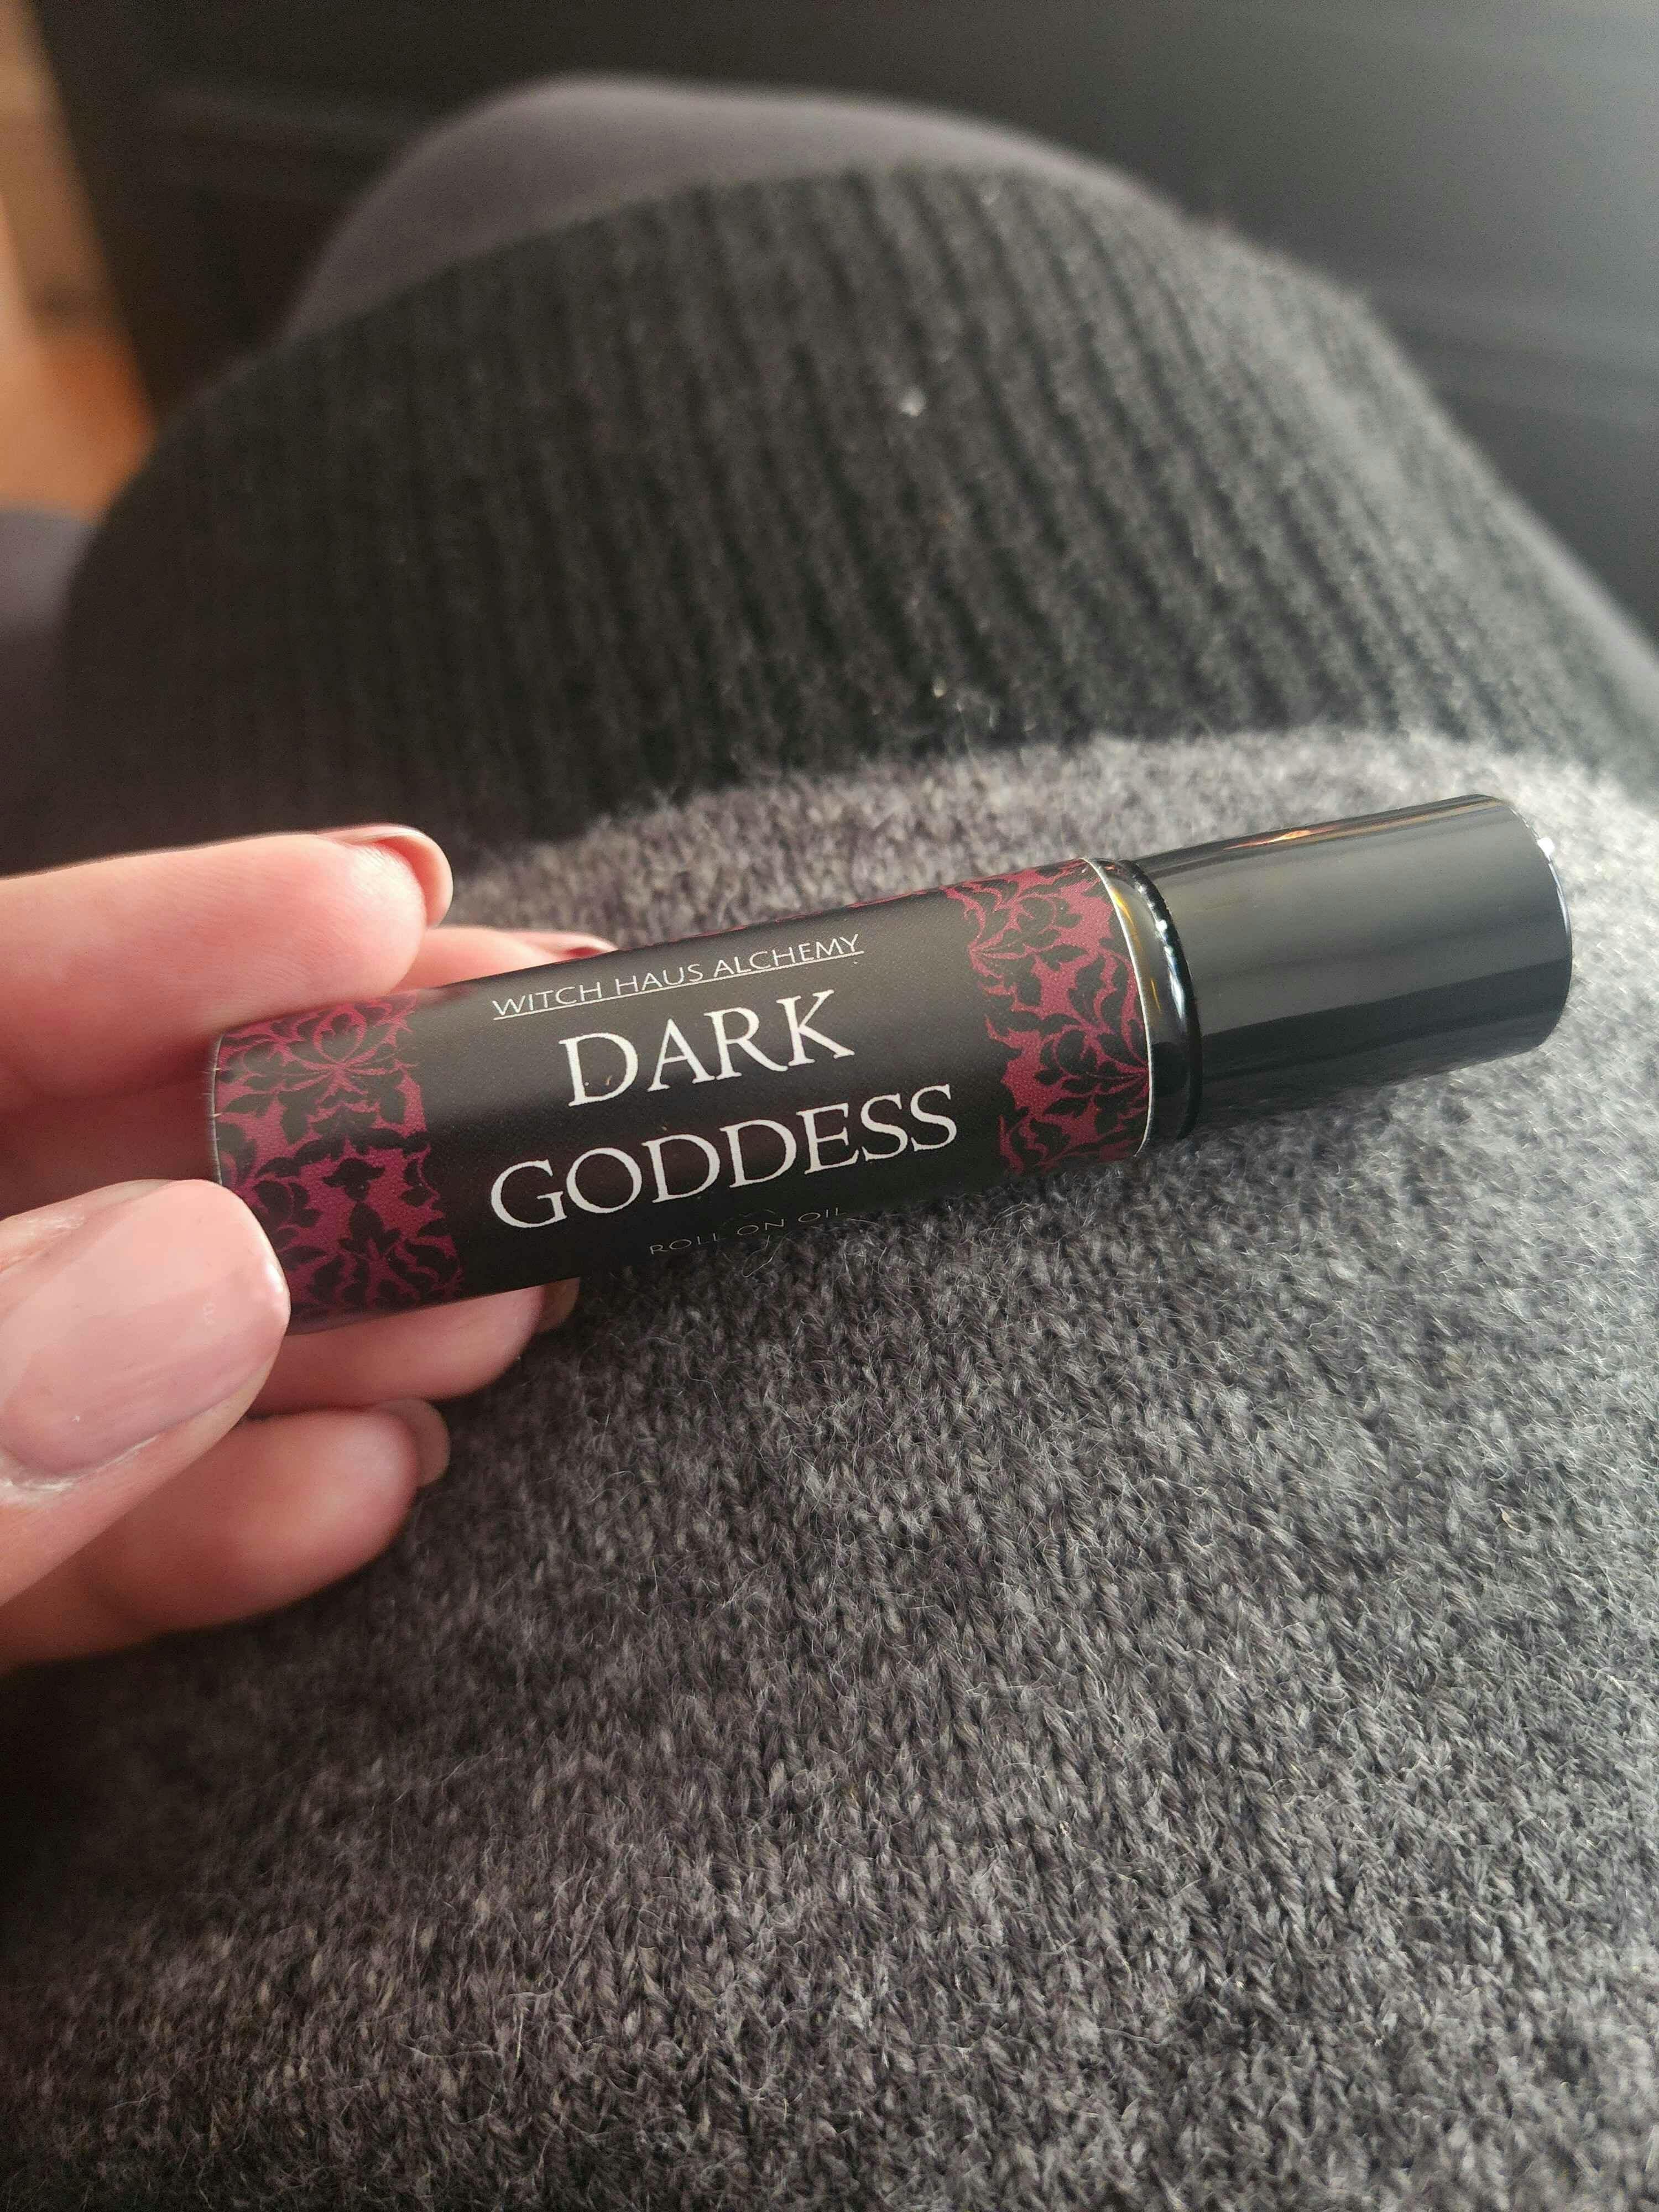 WITCH HAUS ALCHEMY
DARK
GODDESS
ROLL ON OIL